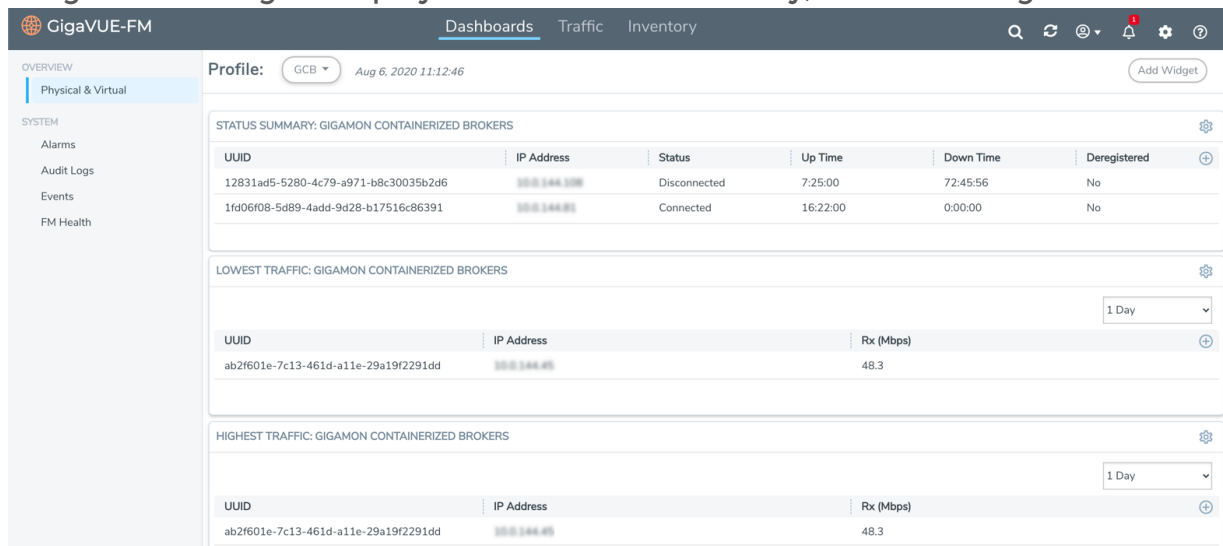 GigaVUE-FM Dashboards Traffic Inventory 1
OVERVIEW
Physical & Virtual
SYSTEM
Alarms
Audit Logs
Events
FM Health
Profile: GCB Aug 6, 2020 11:12:46 Add Widget
STATUS SUMMARY: GIGAMON CONTAINERIZED BROKERS
UUID IP Address Status Up Time Down Time Deregistered
12831ad5-5280-4c79-a971-b8c30035b2d6 Disconnected 7:25:00 72:45:56 No
1fd06f08-5d89-4add-9d28-b17516c86391 Connected 16:22:00 0:00:00 No
LOWEST TRAFFIC: GIGAMON CONTAINERIZED BROKERS
1 Day
UUID IP Address Rx (Mbps)
ab2f601e-7c13-461d-a11e-29a19f2291dd 48.3
HIGHEST TRAFFIC: GIGAMON CONTAINERIZED BROKERS
1 Day
UUID IP Address Rx (Mbps)
ab2f601e-7c13-461d-a11e-29a19f2291dd 48.3